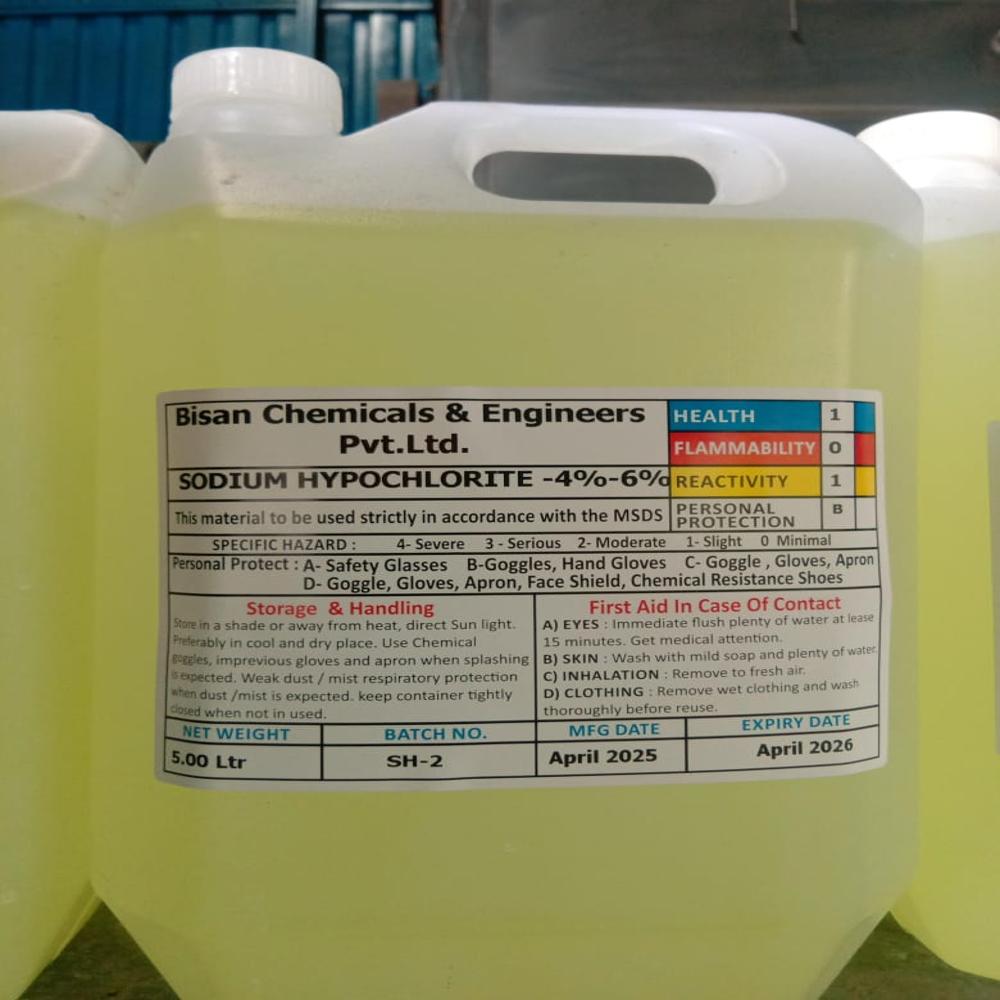 Bisan Chemicals & Engineers
Pvt.Ltd.
SODIUM HYPOCHLORITE -4%-6%
This material to be used strictly in accordance with the MSDS
HEALTH 1
FLAMMABILITY 0
REACTIVITY 1
PERSONAL
PROTECTION B
SPECIFIC HAZARD : 4- Severe 3 - Serious 2- Moderate 1- Slight 0 Minimal
Personal Protect : A- Safety Glasses B-Goggles, Hand Gloves C- Goggle , Gloves, Apron
D- Goggle, Gloves, Apron, Face Shield, Chemical Resistance Shoes
Storage & Handling
Store in a shade or away from heat, direct Sun light.
Preferably in cool and dry place. Use Chemical
goggles, imprevious gloves and apron when splashing
is expected. Weak dust / mist respiratory protection
when dust /mist is expected. keep container tightly
closed when not in used.
First Aid In Case Of Contact
A) EYES : Immediate flush plenty of water at lease
15 minutes. Get medical attention.
B) SKIN : Wash with mild soap and plenty of water.
C) INHALATION : Remove to fresh air.
D) CLOTHING : Remove wet clothing and wash
thoroughly before reuse.
NET WEIGHT BATCH NO. MFG DATE EXPIRY DATE
5.00 Ltr SH-2 April 2025 April 2026